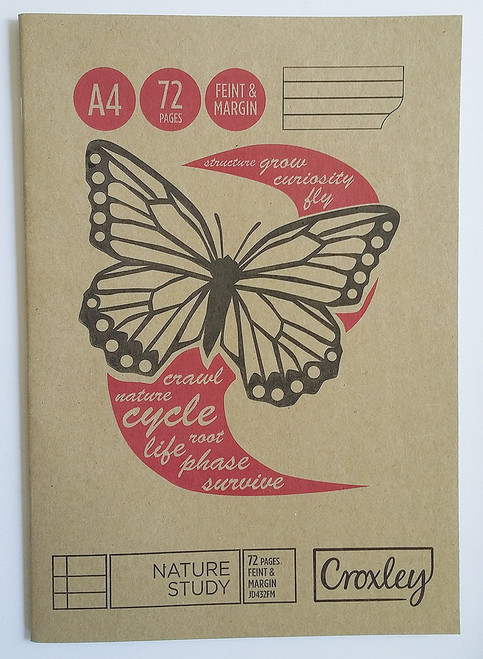 A4
72
PAGES
FEINT &
MARGIN
structure grow
curiosity
fly
crawl
nature
cycle
life root
phase
survive
NATURE
STUDY
72 PAGES
FEINT &
MARGIN
JD432FM
Croxley